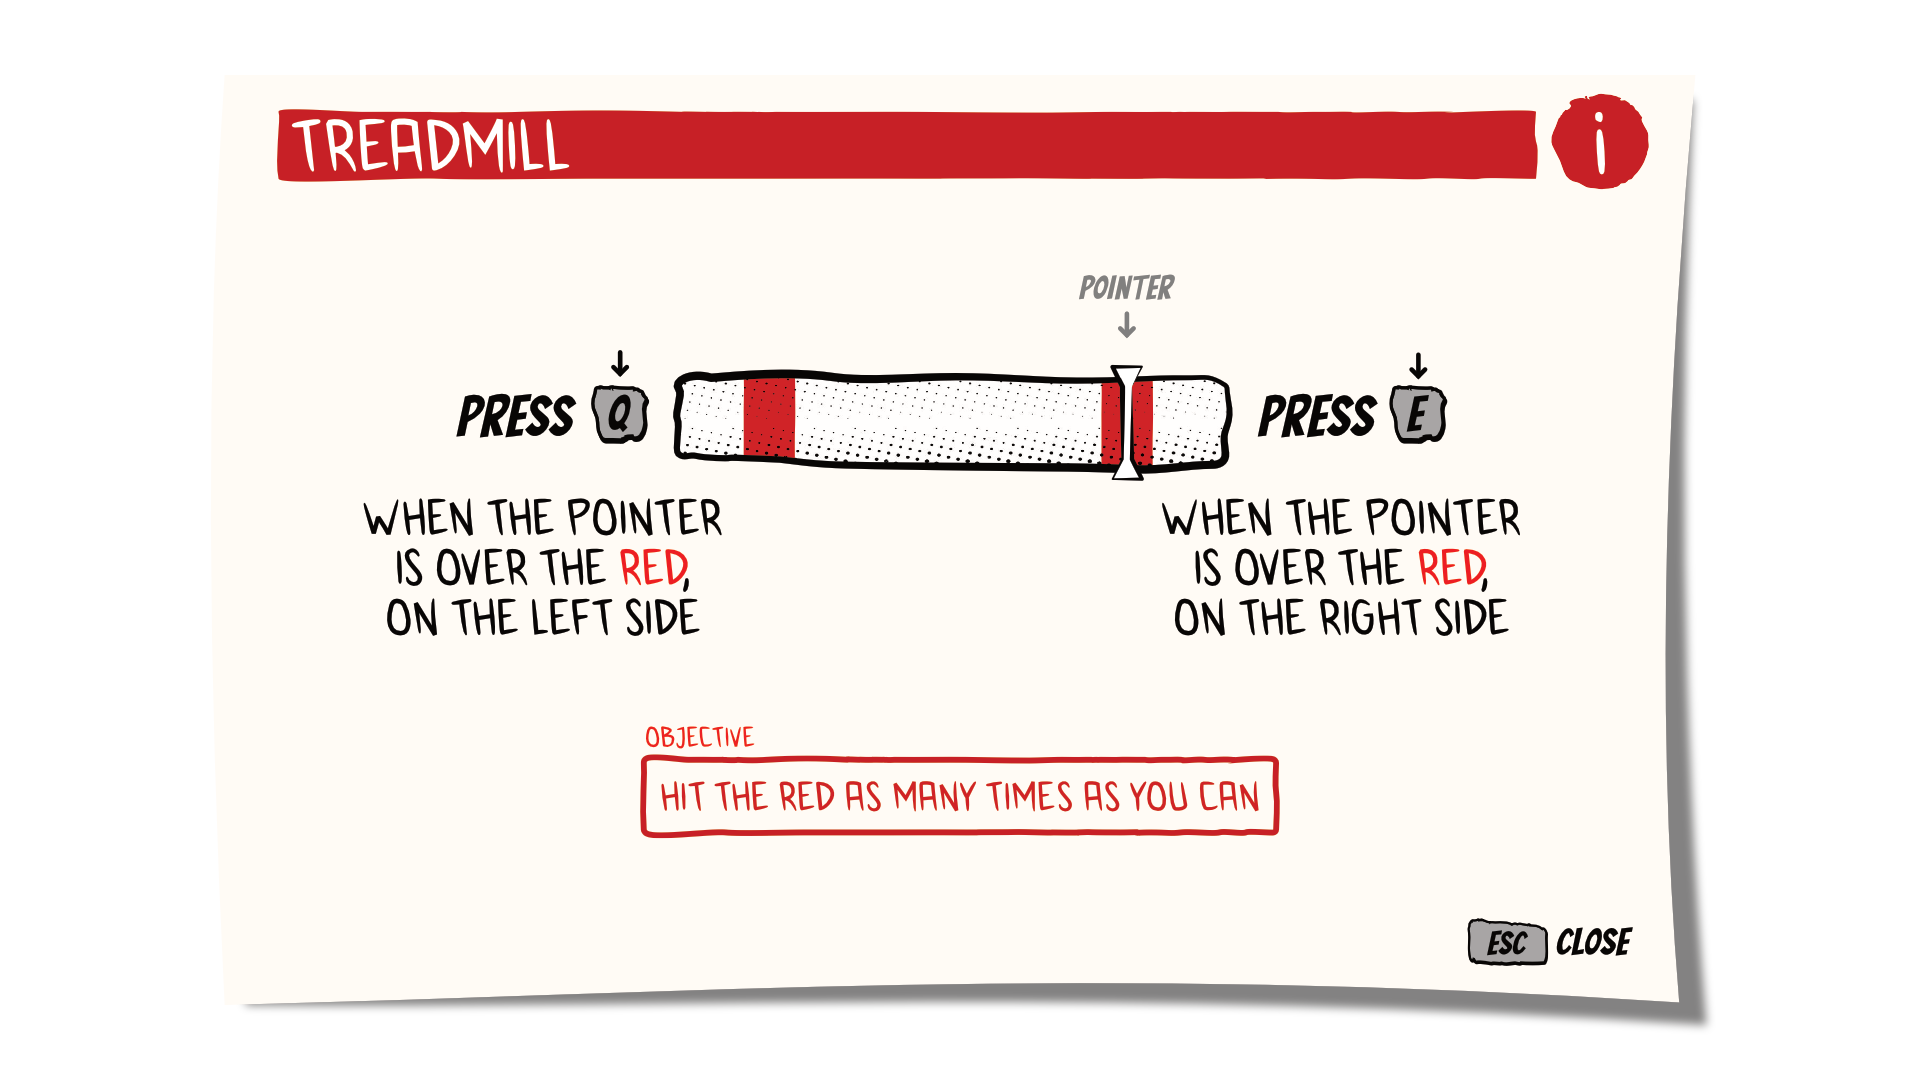 TREADMILL
i
POINTER
PRESS Q
PRESS E
WHEN THE POINTER
IS OVER THE RED,
ON THE LEFT SIDE
WHEN THE POINTER
IS OVER THE RED,
ON THE RIGHT SIDE
OBJECTIVE
HIT THE RED AS MANY TIMES AS YOU CAN
ESC CLOSE